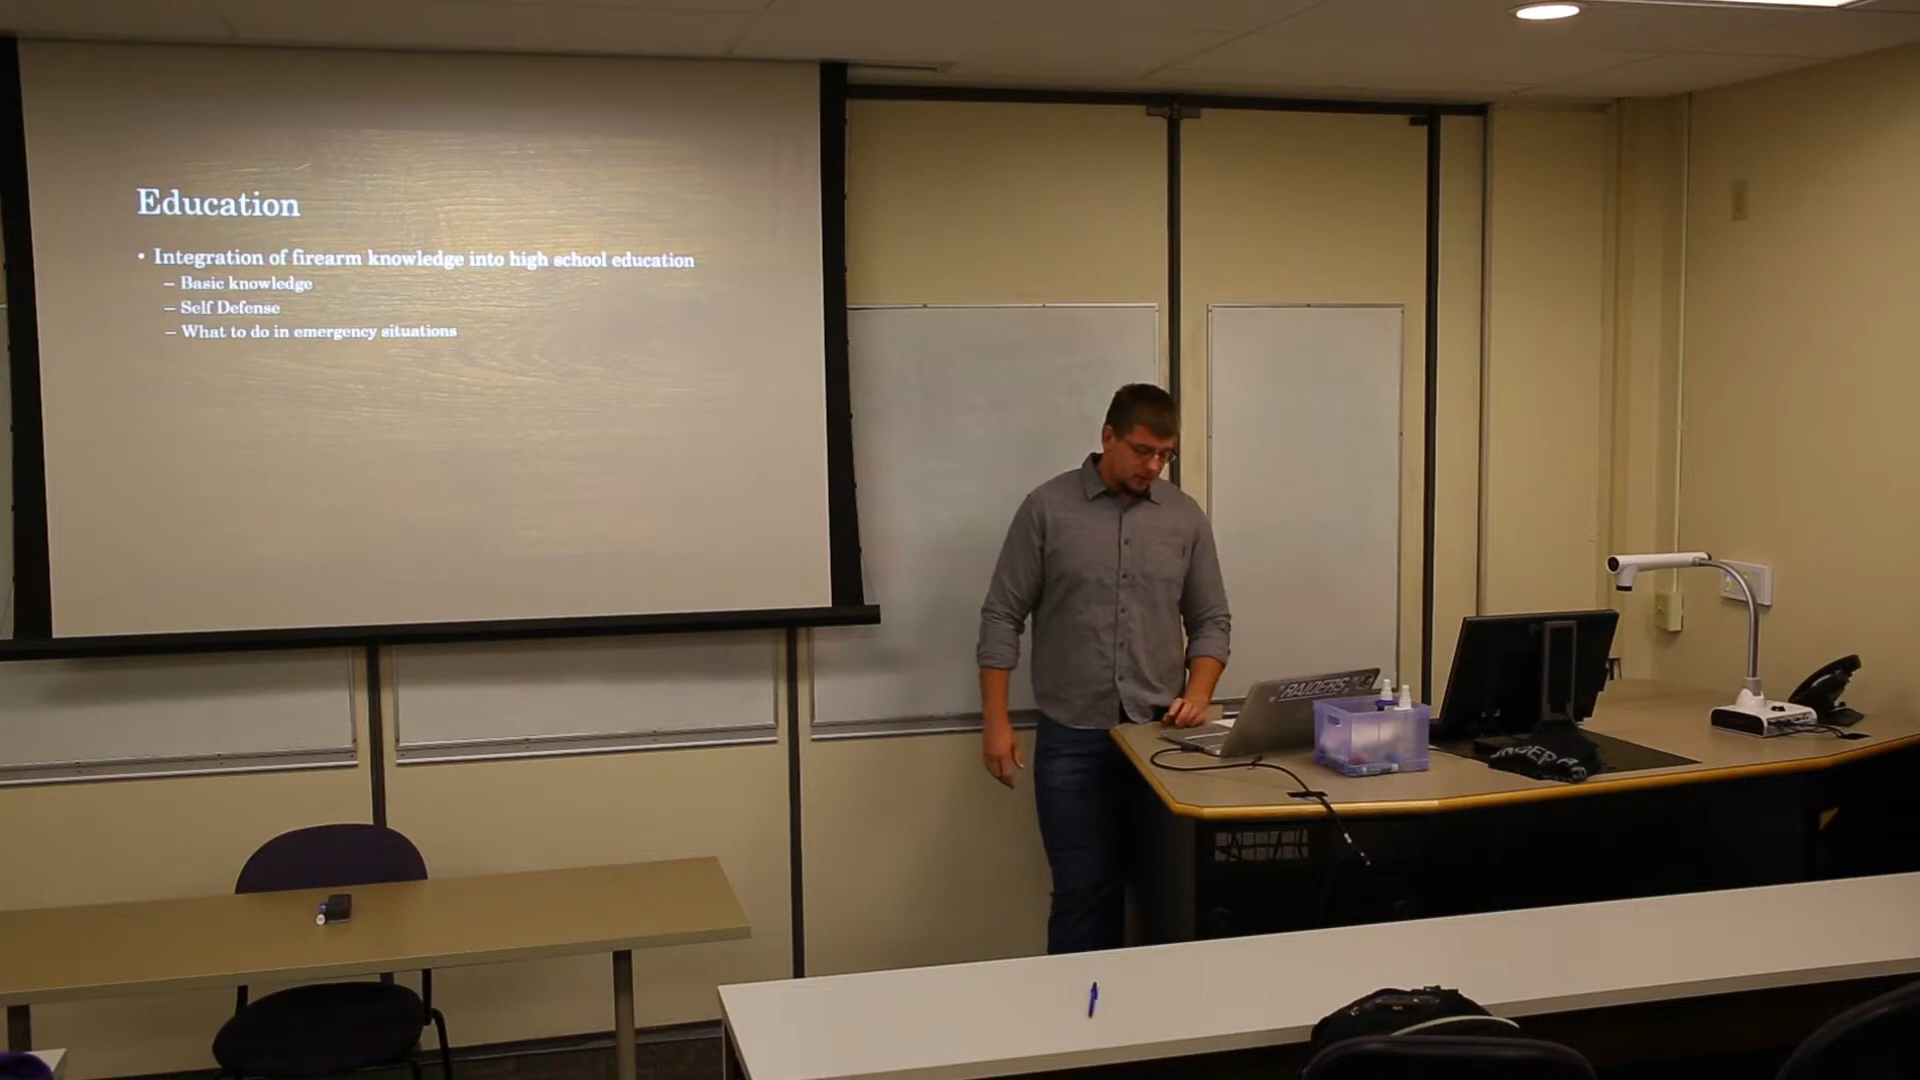 Education
• Integration of firearm knowledge into high school education
– Basic knowledge
– Self Defense
– What to do in emergency situations
RAIDERS